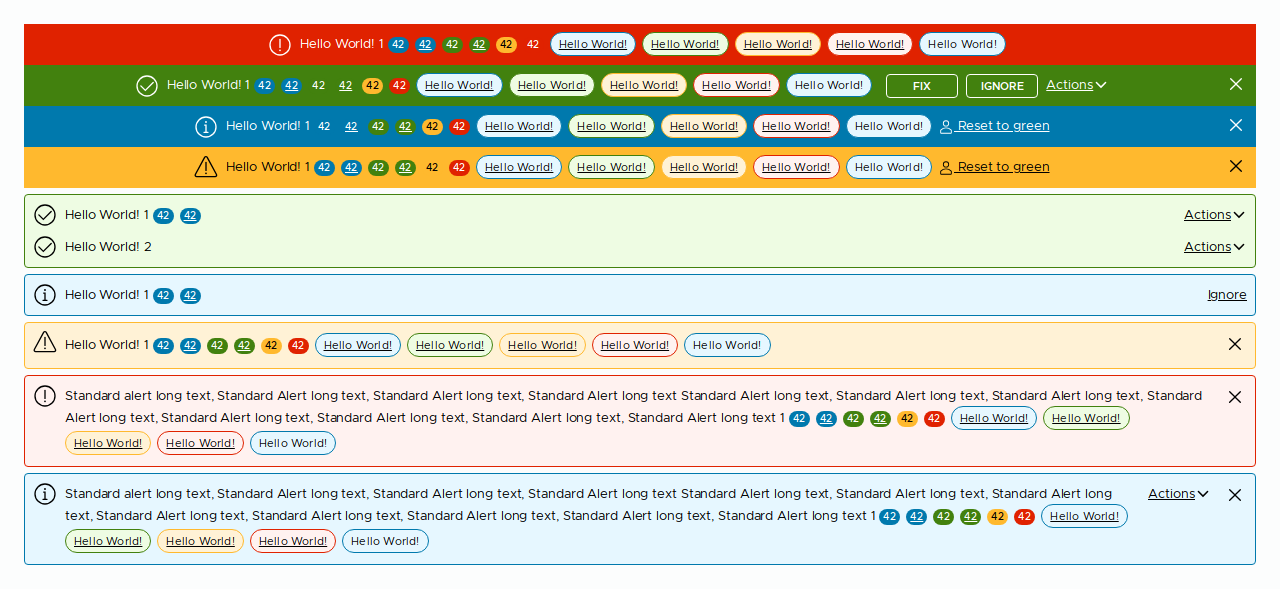 Hello World! 1 42 42 42 42 42 42 Hello World! Hello World! Hello World! Hello World! Hello World!
Hello World! 1 42 42 42 42 42 42 Hello World! Hello World! Hello World! Hello World! Hello World! FIX IGNORE Actions
Hello World! 1 42 42 42 42 42 42 Hello World! Hello World! Hello World! Hello World! Hello World! Reset to green
Hello World! 1 42 42 42 42 42 42 Hello World! Hello World! Hello World! Hello World! Hello World! Reset to green
Hello World! 1 42 42 Actions
Hello World! 2 Actions
Hello World! 1 42 42 Ignore
Hello World! 1 42 42 42 42 42 42 Hello World! Hello World! Hello World! Hello World! Hello World!
Standard alert long text, Standard Alert long text, Standard Alert long text, Standard Alert long text Standard Alert long text, Standard Alert long text, Standard Alert long text, Standard
Alert long text, Standard Alert long text, Standard Alert long text, Standard Alert long text, Standard Alert long text 1 42 42 42 42 42 42 Hello World! Hello World!
Hello World! Hello World! Hello World!
Standard alert long text, Standard Alert long text, Standard Alert long text, Standard Alert long text Standard Alert long text, Standard Alert long text, Standard Alert long Actions
text, Standard Alert long text, Standard Alert long text, Standard Alert long text, Standard Alert long text, Standard Alert long text 1 42 42 42 42 42 42 Hello World!
Hello World! Hello World! Hello World! Hello World!